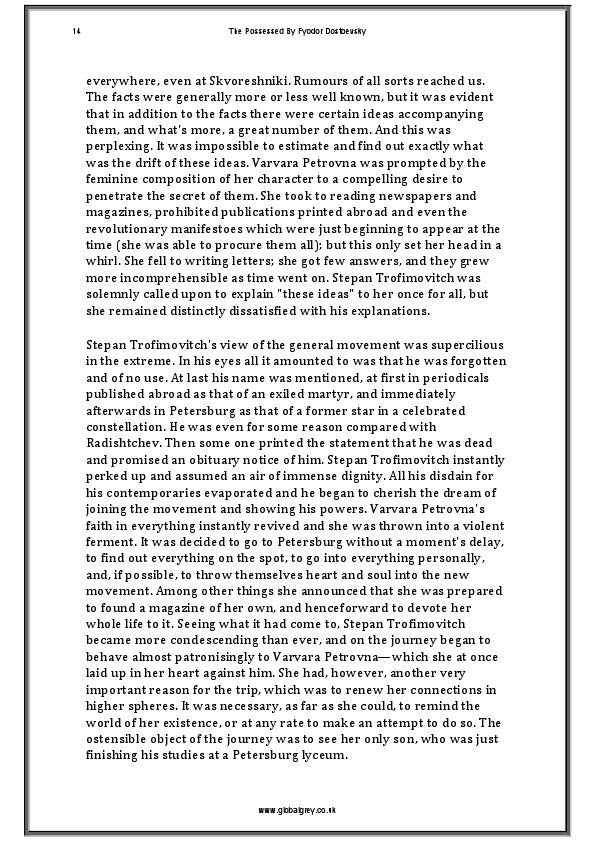 14
The Possessed By Fyodor Dostoevsky
everywhere, even at Skvoreshniki. Rumours of all sorts reached us.
The facts were generally more or less well known, but it was evident
that in addition to the facts there were certain ideas accompanying
them, and what's more, a great number of them. And this was
perplexing. It was impossible to estimate and find out exactly what
was the drift of these ideas. Varvara Petrovna was prompted by the
feminine composition of her character to a compelling desire to
penetrate the secret of them. She took to reading newspapers and
magazines, prohibited publications printed abroad and even the
revolutionary manifestoes which were just beginning to appear at the
time (she was able to procure them all); but this only set her head in a
whirl. She fell to writing letters; she got few answers, and they grew
more incomprehensible as time went on. Stepan Trofimovitch was
solemnly called upon to explain "these ideas" to her once for all, but
she remained distinctly dissatisfied with his explanations.
Stepan Trofimovitch's view of the general movement was supercilious
in the extreme. In his eyes all it amounted to was that he was forgotten
and of no use. At last his name was mentioned, at first in periodicals
published abroad as that of an exiled martyr, and immediately
afterwards in Petersburg as that of a former star in a celebrated
constellation. He was even for some reason compared with
Radishtchev. Then some one printed the statement that he was dead
and promised an obituary notice of him. Stepan Trofimovitch instantly
perked up and assumed an air of immense dignity. All his disdain for
his contemporaries evaporated and he began to cherish the dream of
joining the movement and showing his powers. Varvara Petrovna's
faith in everything instantly revived and she was thrown into a violent
ferment. It was decided to go to Petersburg without a moment's delay,
to find out everything on the spot, to go into everything personally,
and, if possible, to throw themselves heart and soul into the new
movement. Among other things she announced that she was prepared
to found a magazine of her own, and henceforward to devote her
whole life to it. Seeing what it had come to, Stepan Trofimovitch
became more condescending than ever, and on the journey began to
behave almost patronisingly to Varvara Petrovna—which she at once
laid up in her heart against him. She had, however, another very
important reason for the trip, which was to renew her connections in
higher spheres. It was necessary, as far as she could, to remind the
world of her existence, or at any rate to make an attempt to do so. The
ostensible object of the journey was to see her only son, who was just
finishing his studies at a Petersburg lyceum.
www.globalgrey.co.uk